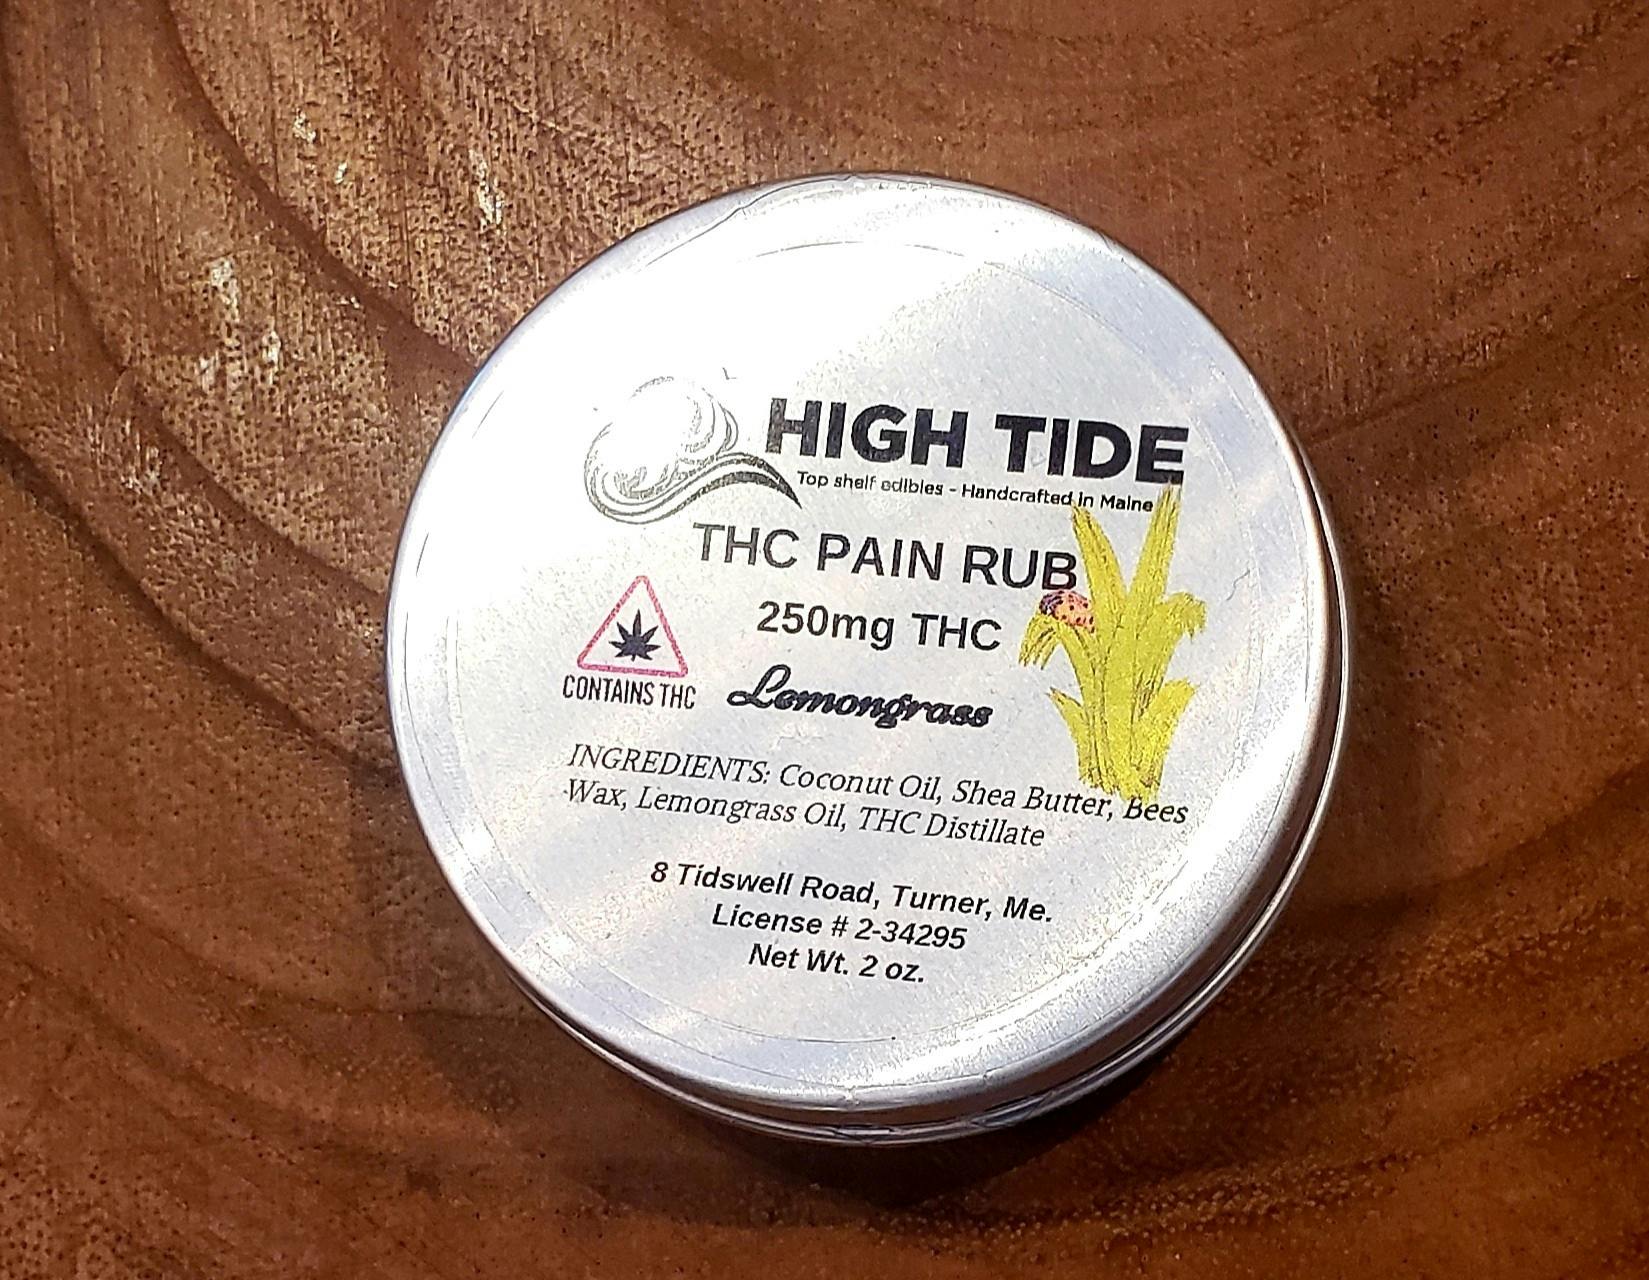 HIGH TIDE
Top shelf edibles - Handcrafted in Maine
THC PAIN RUB
250mg THC
CONTAINS THC
Lemongrass
INGREDIENTS: Coconut Oil, Shea Butter, Bees
Wax, Lemongrass Oil, THC Distillate
8 Tidswell Road, Turner, Me.
License # 2-34295
Net Wt. 2 oz.